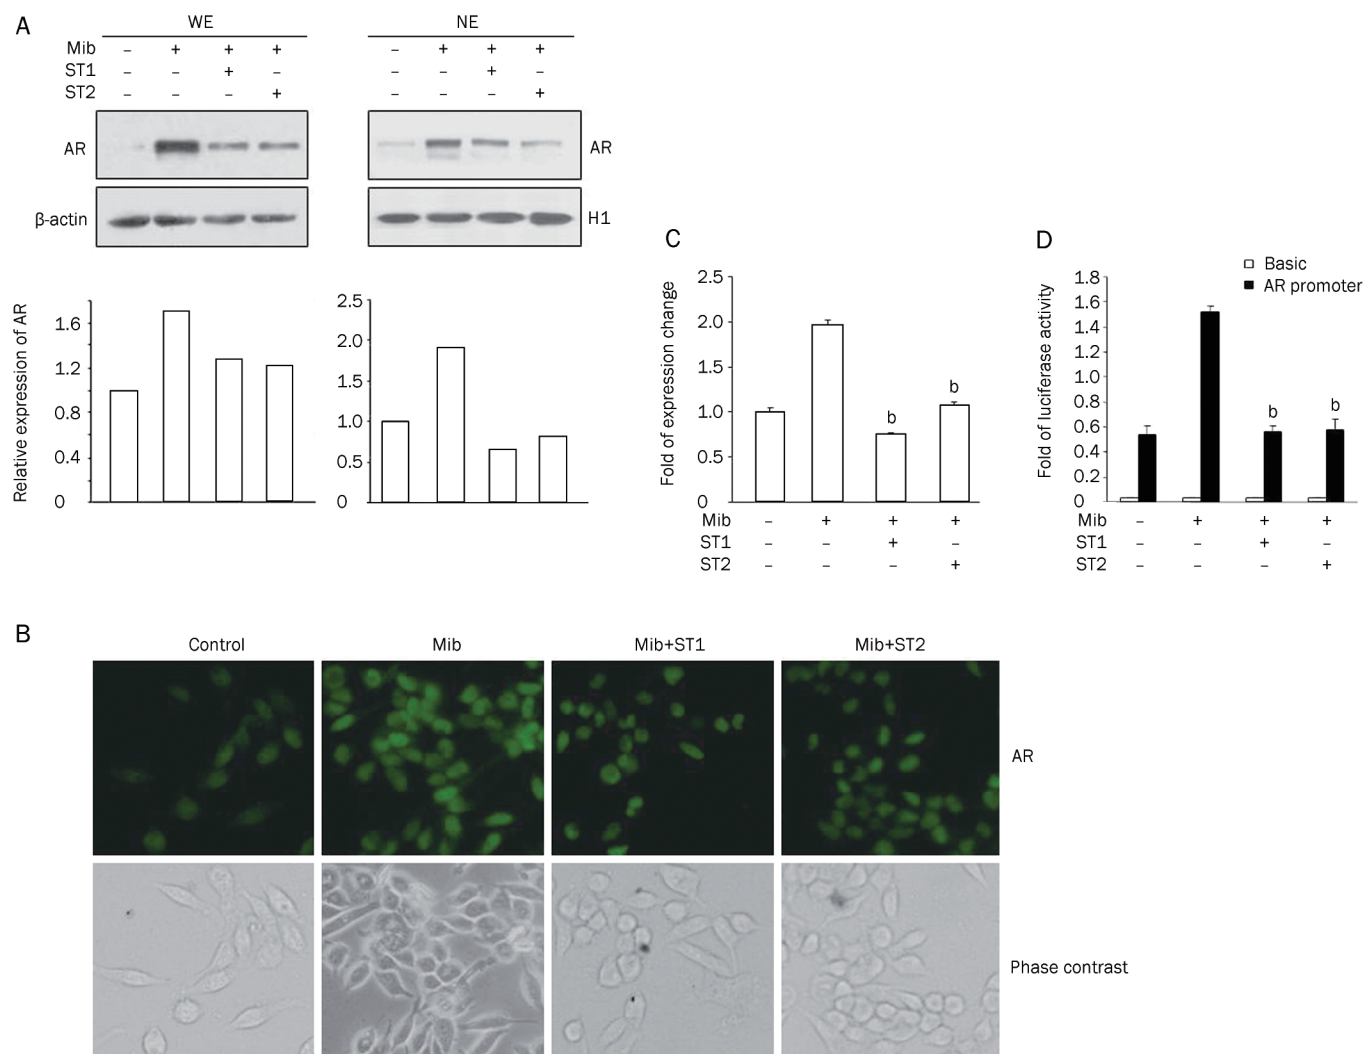 A
WE
NE
Mib – + + +
ST1 – – + –
ST2 – – – +
Mib – + + +
ST1 – – + –
ST2 – – – +
AR
AR
β-actin
H1
Relative expression of AR
1.6
1.2
0.8
0.4
0
2.5
2.0
1.5
1.0
0.5
0
C
Fold of expression change
2.5
2.0
1.5
1.0
0.5
0
b
b
Mib – + + +
ST1 – – + –
ST2 – – – +
D
Basic
AR promoter
Fold of luciferase activity
1.8
1.6
1.4
1.2
1.0
0.8
0.6
0.4
0.2
0
b
b
Mib – + + +
ST1 – – + –
ST2 – – – +
B
Control
Mib
Mib+ST1
Mib+ST2
AR
Phase contrast